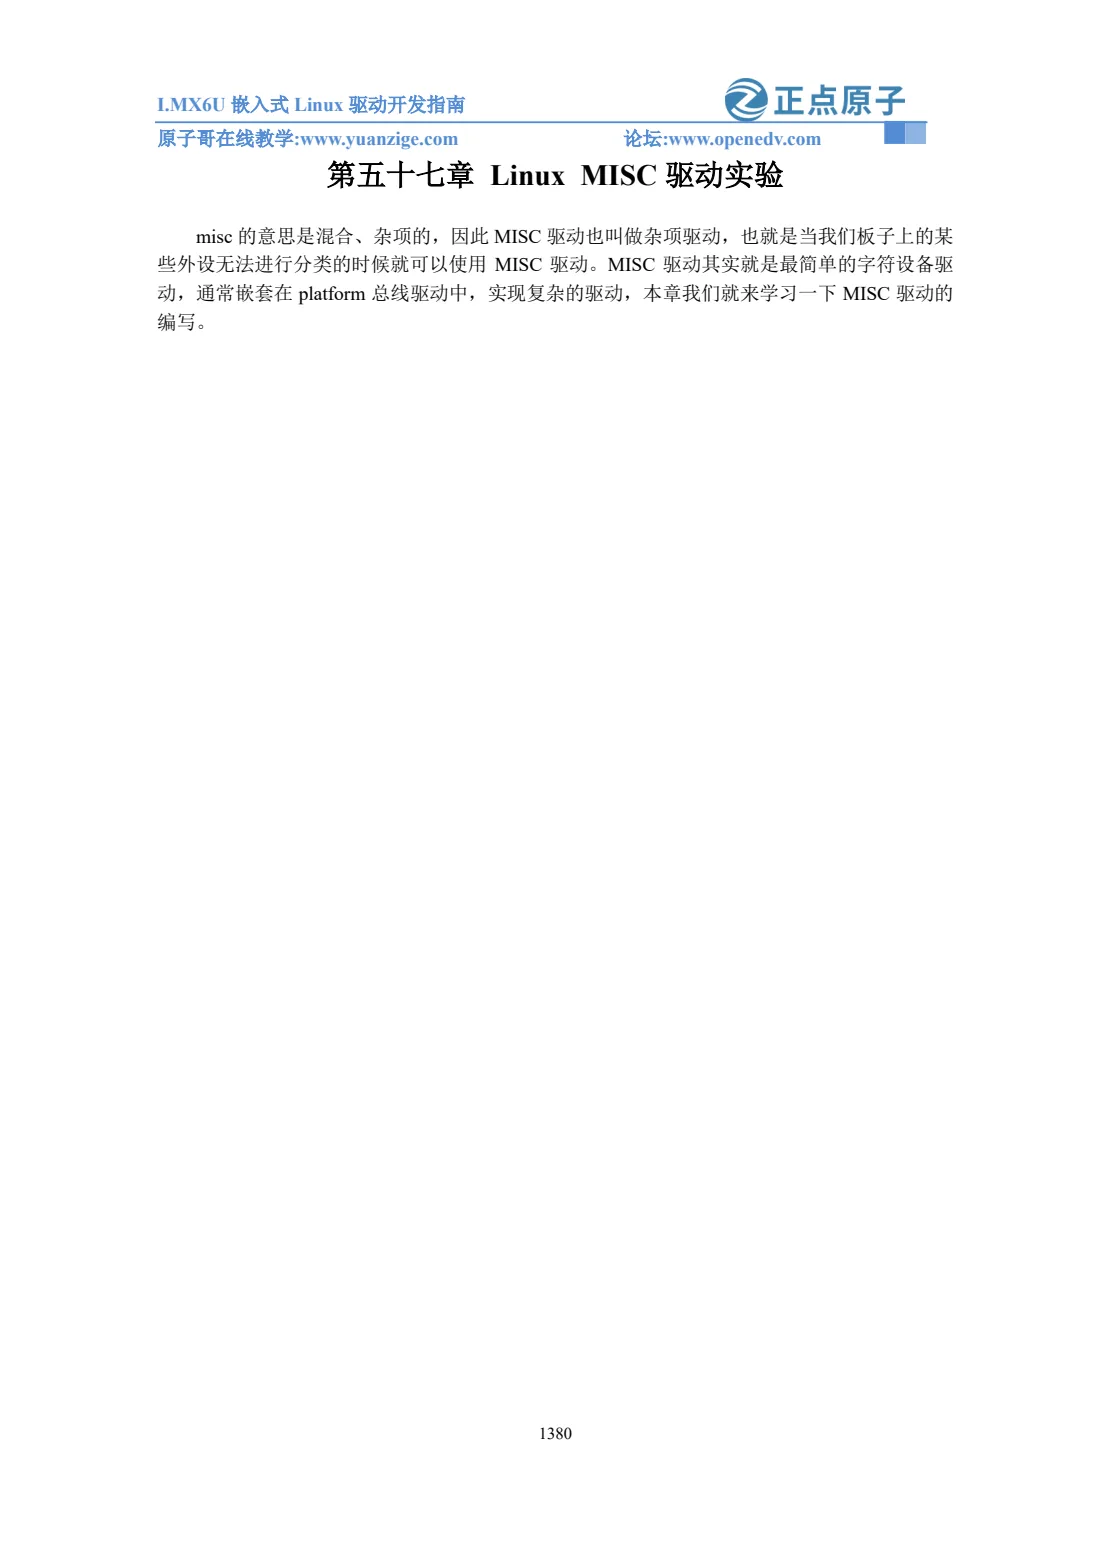 I.MX6U 嵌入式 Linux 驱动开发指南
正点原子
原子哥在线教学:www.yuanzige.com 论坛:www.openedv.com
第五十七章 Linux MISC 驱动实验
misc 的意思是混合、杂项的，因此 MISC 驱动也叫做杂项驱动，也就是当我们板子上的某
些外设无法进行分类的时候就可以使用 MISC 驱动。MISC 驱动其实就是最简单的字符设备驱
动，通常嵌套在 platform 总线驱动中，实现复杂的驱动，本章我们就来学习一下 MISC 驱动的
编写。
1380